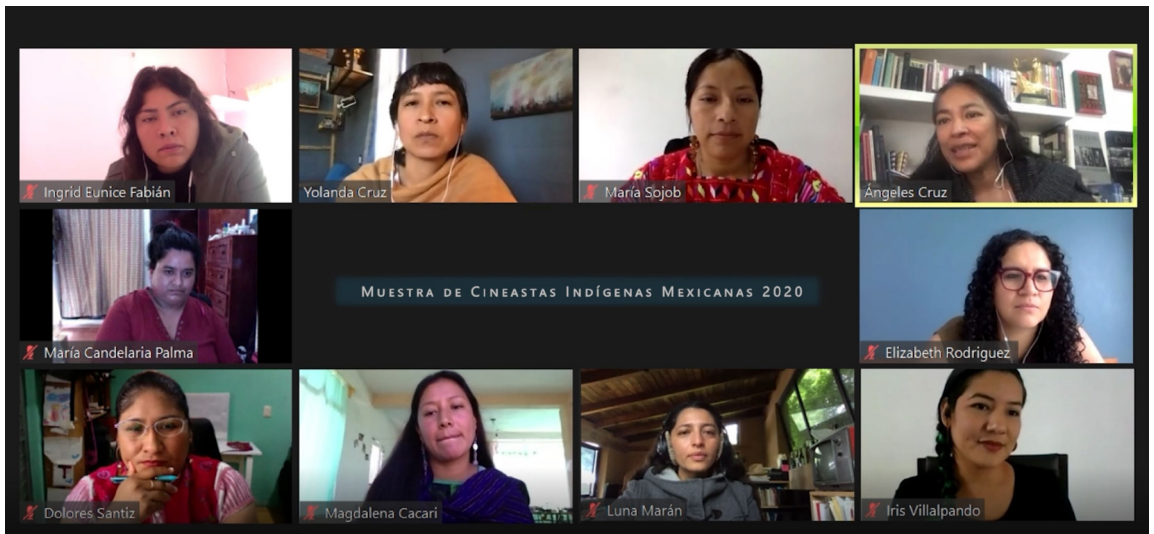 Ingrid Eunice Fabián
Yolanda Cruz
María Sojob
Ángeles Cruz
María Candelaria Palma
MUESTRA DE CINEASTAS INDÍGENAS MEXICANAS 2020
Elizabeth Rodriguez
Dolores Santiz
Magdalena Cacari
Luna Marán
Iris Villalpando